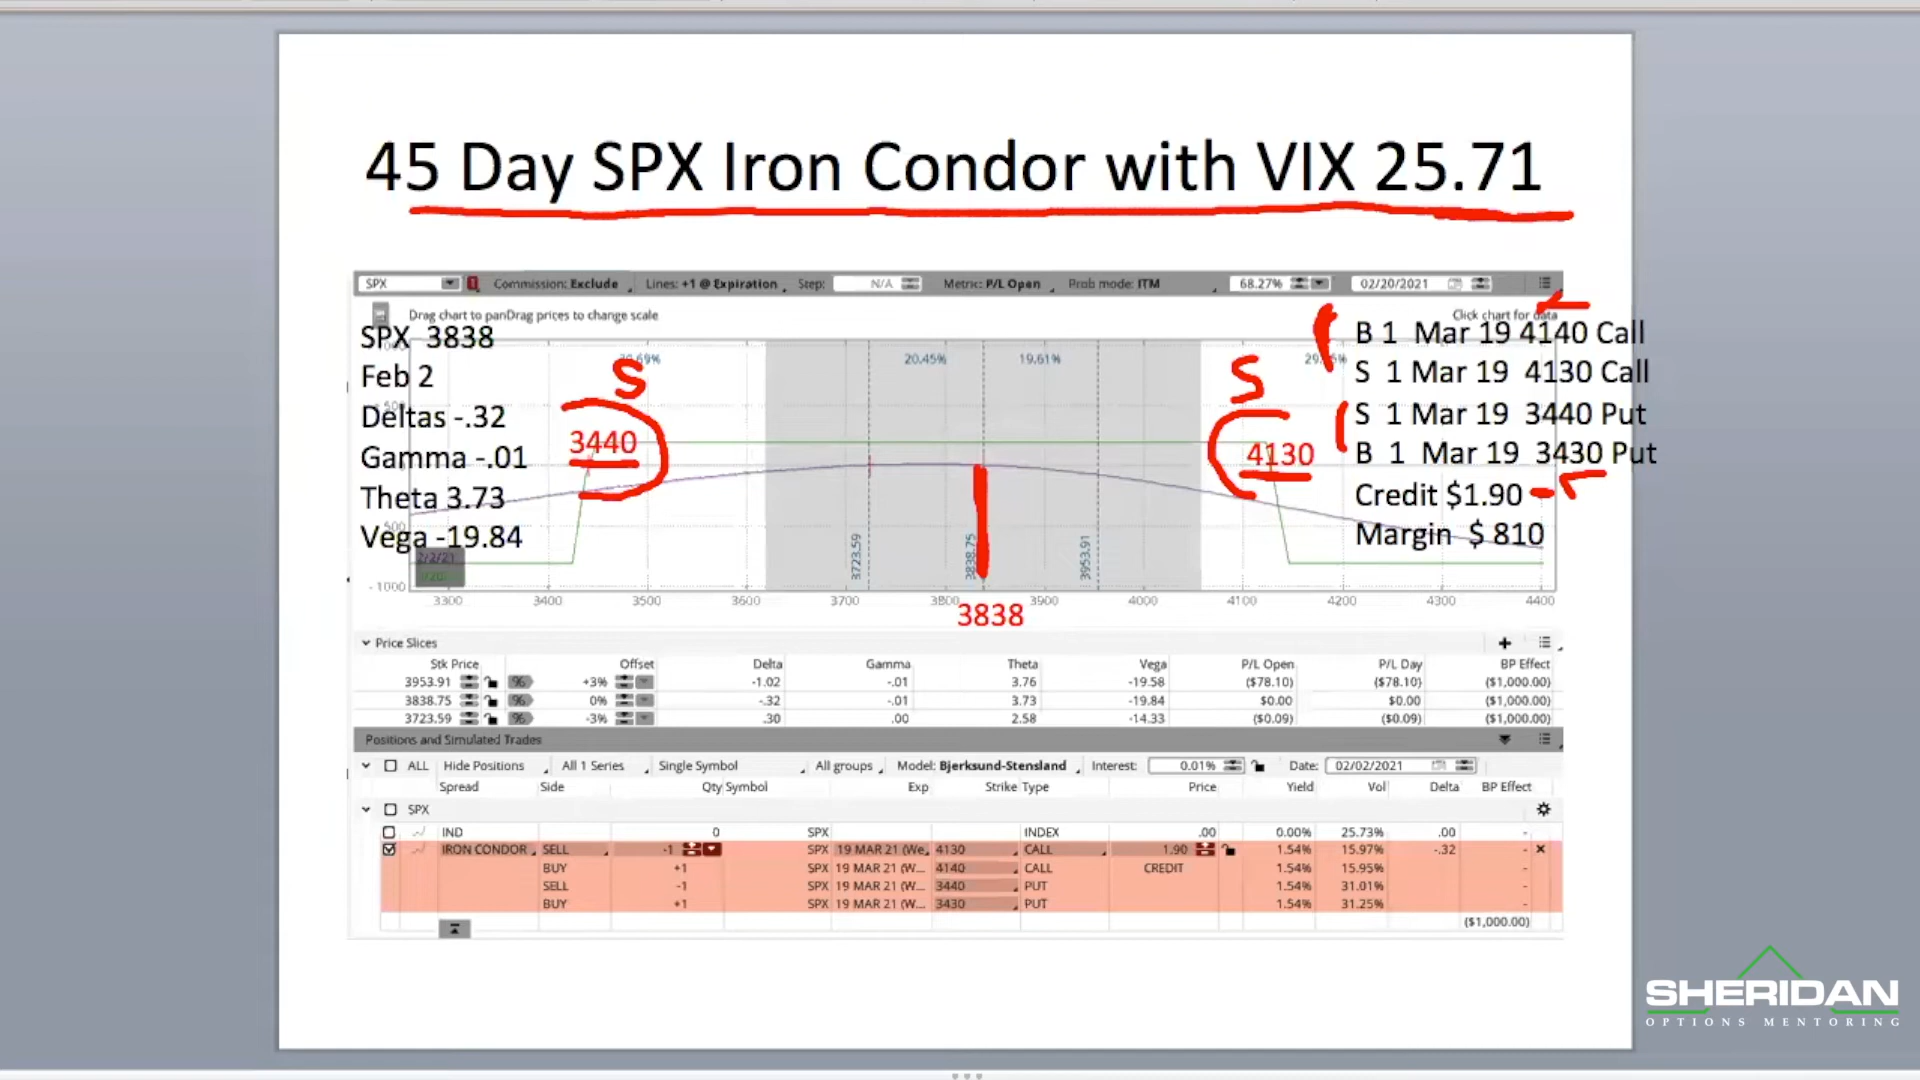 45 Day SPX Iron Condor with VIX 25.71
SPX Commission: Exclude Lines: +1 @ Expiration Step: N/A Metric: P/L Open Prob mode: ITM 68.27% 02/20/2021
Drag chart to panDrag prices to change scale Click chart for data
SPX 3838
Feb 2
Deltas -.32
Gamma -.01
Theta 3.73
Vega -19.84
20.45% 19.61%
S S
3440 4130
B 1 Mar 19 4140 Call
S 1 Mar 19 4130 Call
S 1 Mar 19 3440 Put
B 1 Mar 19 3430 Put
Credit $1.90
Margin $ 810
3723.59 3838.75 3953.91
-1000
3300 3400 3500 3600 3700 3800 3900 4000 4100 4200 4300 4400
3838
Price Slices
Stk Price Offset Delta Gamma Theta Vega P/L Open P/L Day BP Effect
3953.91 % +3% -1.02 -.01 3.76 -19.58 ($78.10) ($78.10) ($1,000.00)
3838.75 % 0% -.32 -.01 3.73 -19.84 $0.00 $0.00 ($1,000.00)
3723.59 % -3% .30 .00 2.58 -14.33 ($0.09) ($0.09) ($1,000.00)
Positions and Simulated Trades
ALL Hide Positions All 1 Series Single Symbol All groups Model: Bjerksund-Stensland Interest: 0.01% Date: 02/02/2021
Spread Side Qty Symbol Exp Strike Type Price Yield Vol Delta BP Effect
SPX
IND 0 SPX INDEX .00 0.00% 25.73% .00 -
IRON CONDOR SELL -1 SPX 19 MAR 21 (We 4130 CALL 1.90 1.54% 15.97% -.32 -
BUY +1 SPX 19 MAR 21 (W... 4140 CALL CREDIT 1.54% 15.95% -
SELL -1 SPX 19 MAR 21 (W... 3440 PUT 1.54% 31.01% -
BUY +1 SPX 19 MAR 21 (W... 3430 PUT 1.54% 31.25% -
($1,000.00)
SHERIDAN
OPTIONS MENTORING